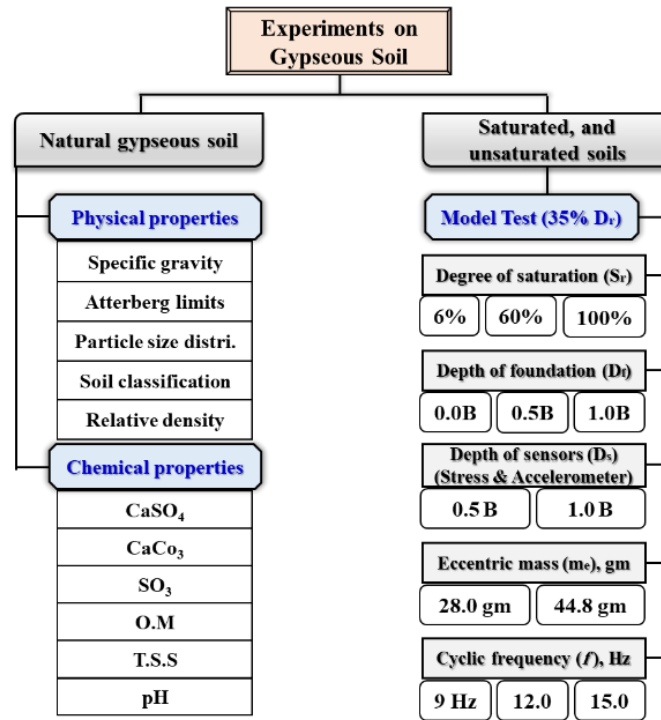 Experiments on
Gypseous Soil
Natural gypseous soil
Physical properties
Specific gravity
Atterberg limits
Particle size distri.
Soil classification
Relative density
Chemical properties
CaSO₄
CaCo₃
SO₃
O.M
T.S.S
pH
Saturated, and
unsaturated soils
Model Test (35% Dr)
Degree of saturation (Sr)
6% 60% 100%
Depth of foundation (Df)
0.0B 0.5B 1.0B
Depth of sensors (Ds)
(Stress & Accelerometer)
0.5 B 1.0 B
Eccentric mass (me), gm
28.0 gm 44.8 gm
Cyclic frequency (f), Hz
9 Hz 12.0 15.0